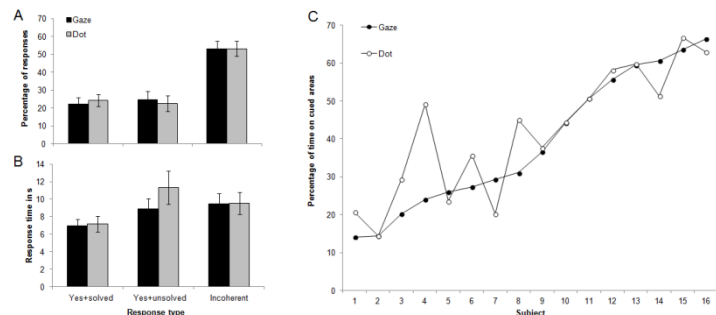 A
Gaze
Dot
Percentage of responses
70
60
50
40
30
20
10
0
B
Response time in s
14
12
10
8
6
4
2
0
Yes+solved Yes+unsolved Incoherent
Response type
C
Gaze
Dot
Percentage of time on cued areas
70
60
50
40
30
20
10
0
1 2 3 4 5 6 7 8 9 10 11 12 13 14 15 16
Subject